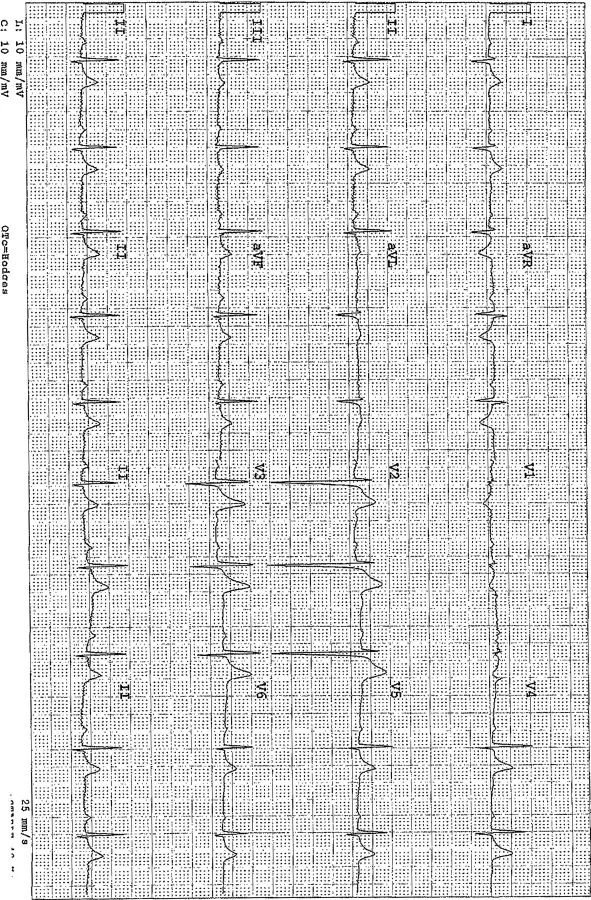 I aVR V1 V4
II aVL V2 V5
III aVF V3 V6
II II II II
L: 10 mm/mV 25 mm/s
C: 10 mm/mV QTc=Hodges